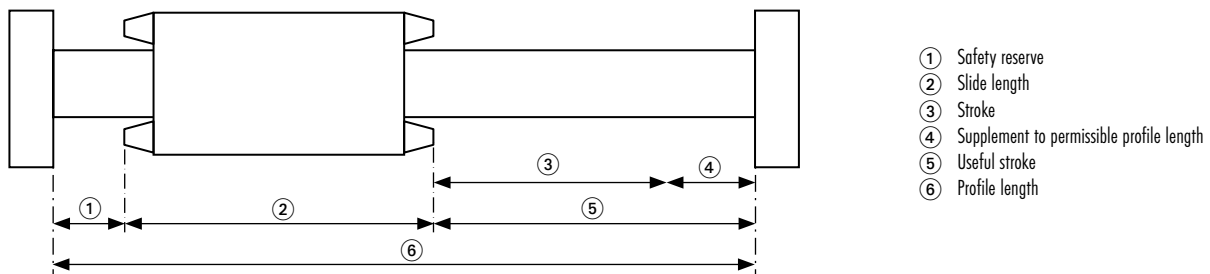 ① Safety reserve
② Slide length
③ Stroke
④ Supplement to permissible profile length
⑤ Useful stroke
⑥ Profile length
③ ④
① ② ⑤
⑥